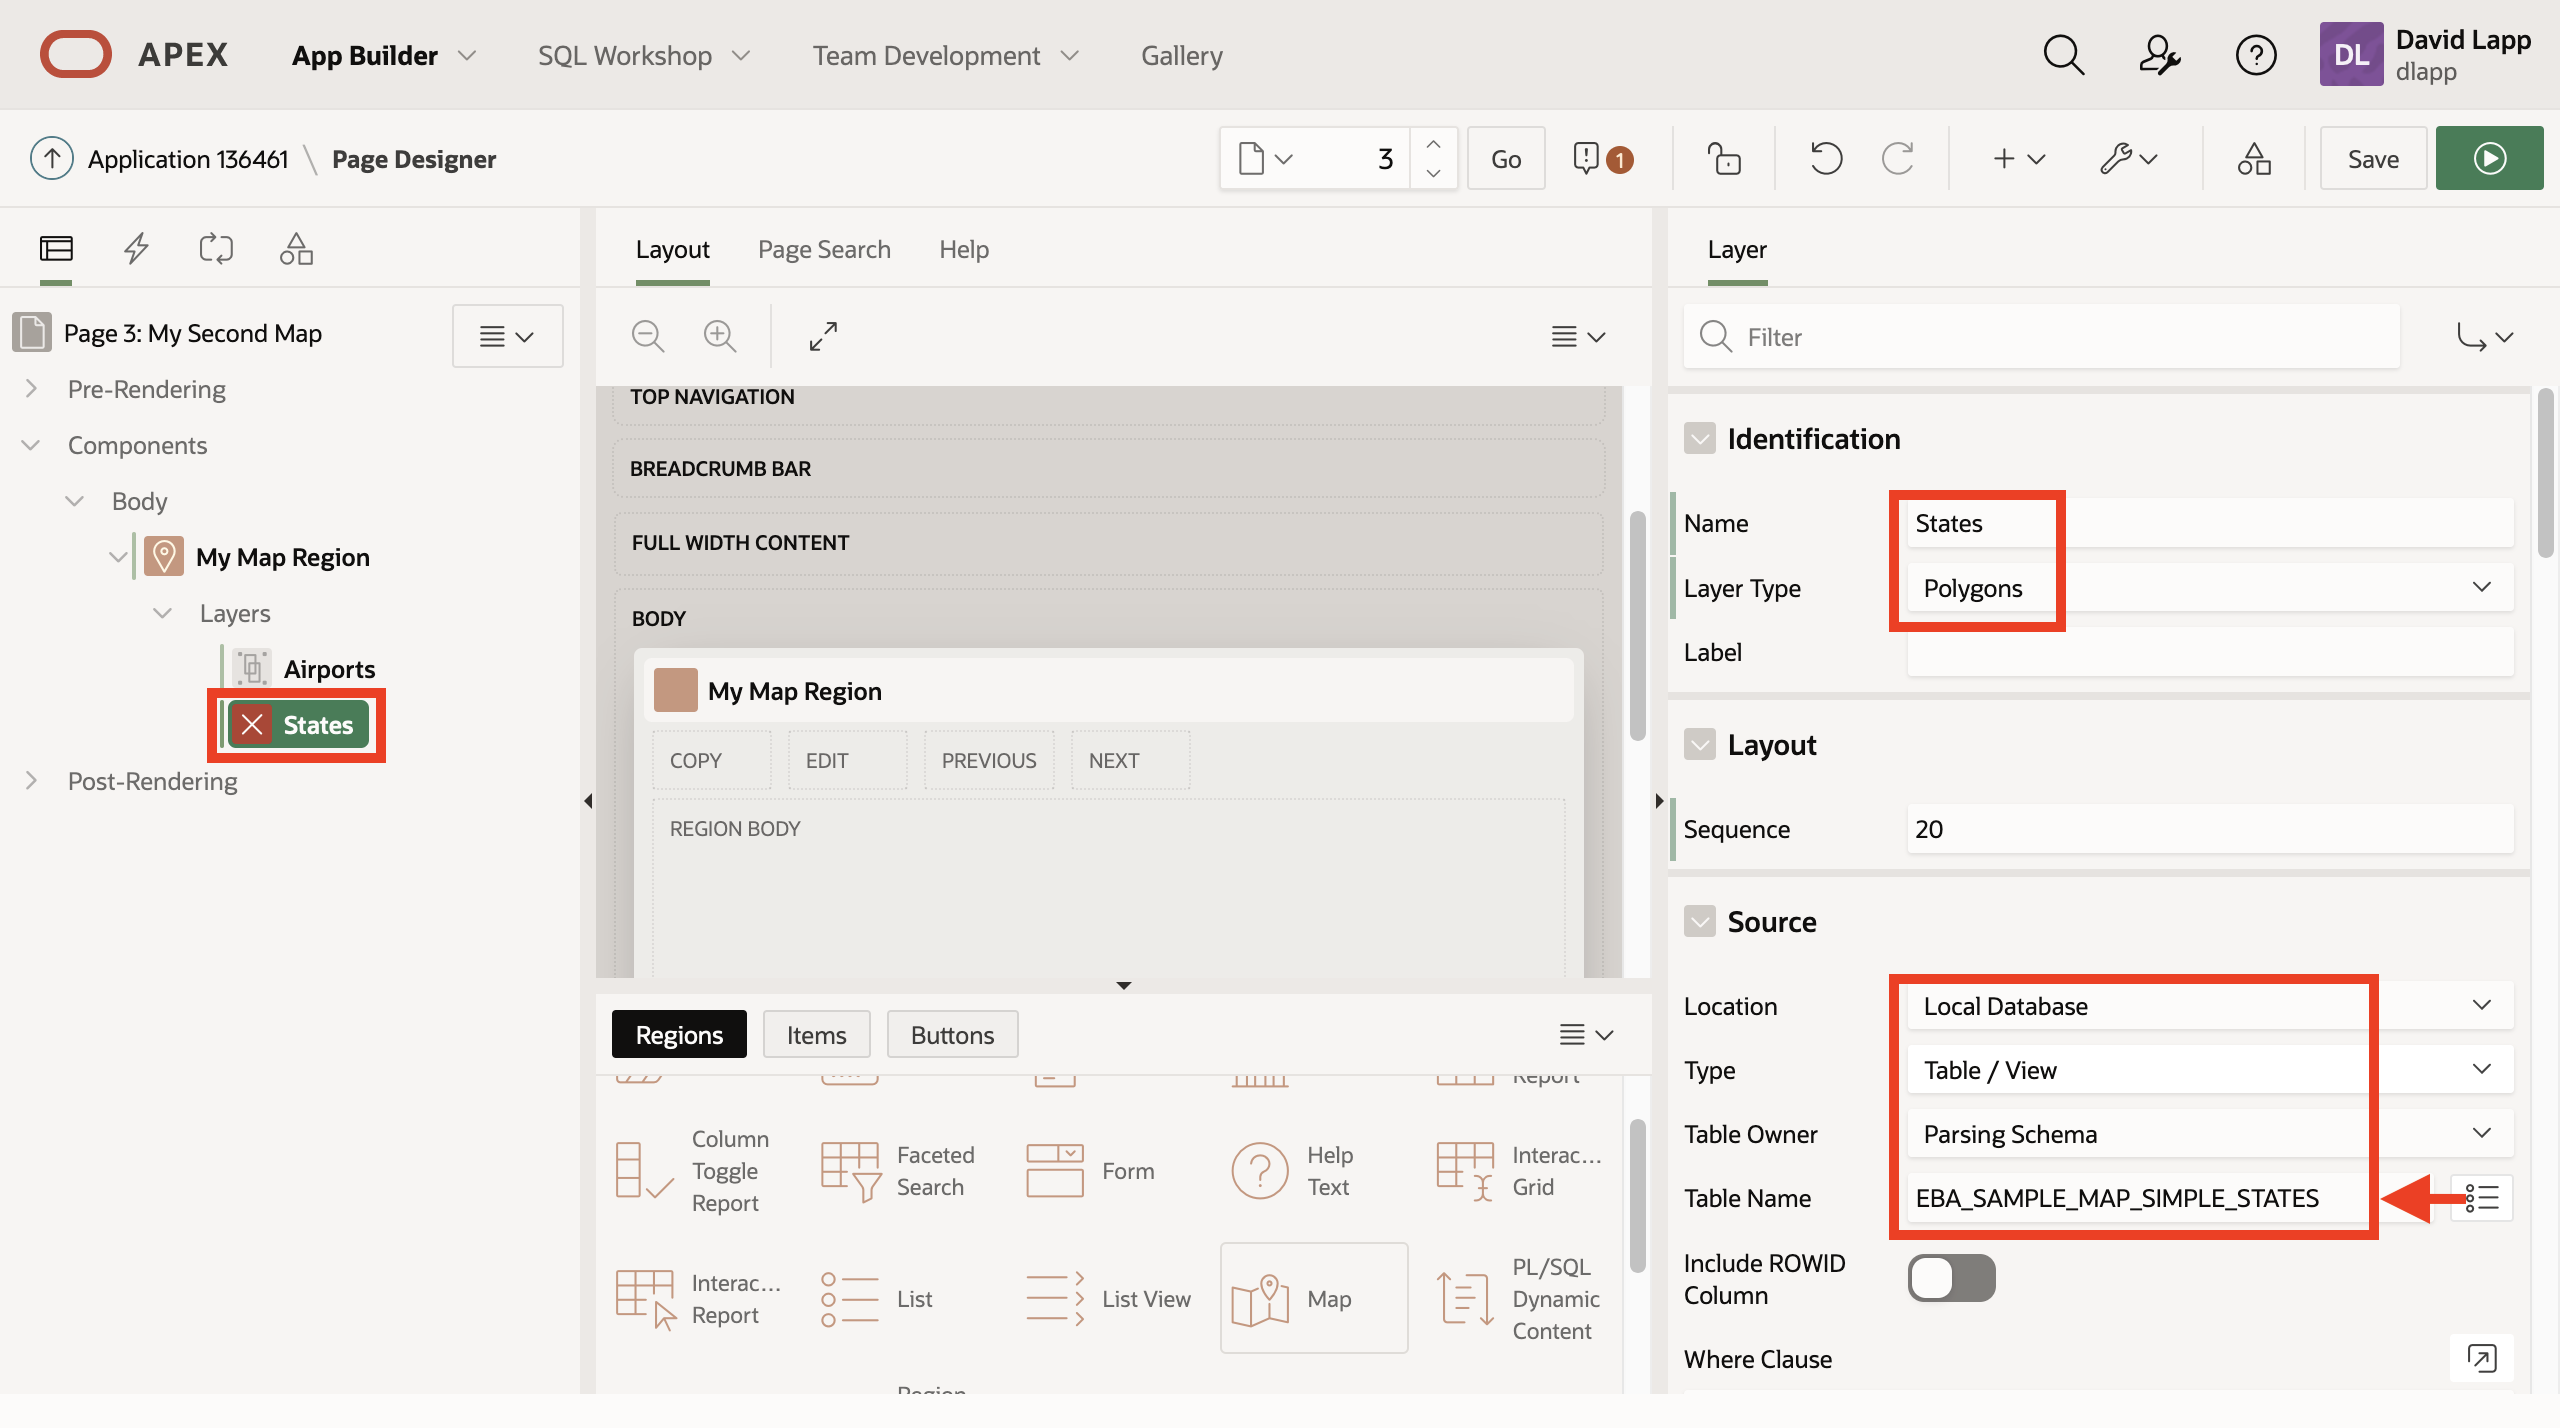 APEX
App Builder
SQL Workshop
Team Development
Gallery
DL
David Lapp
dlapp
Application 136461 \ Page Designer
3
Go
1
Save
Page 3: My Second Map
Pre-Rendering
Components
Body
My Map Region
Layers
Airports
States
Post-Rendering
Layout
Page Search
Help
TOP NAVIGATION
BREADCRUMB BAR
FULL WIDTH CONTENT
BODY
My Map Region
COPY
EDIT
PREVIOUS
NEXT
REGION BODY
Regions
Items
Buttons
Report
Column
Toggle
Report
Faceted
Search
Form
Help
Text
Interac...
Grid
Interac...
Report
List
List View
Map
PL/SQL
Dynamic
Content
Region
Layer
Filter
Identification
Name
States
Layer Type
Polygons
Label
Layout
Sequence
20
Source
Location
Local Database
Type
Table / View
Table Owner
Parsing Schema
Table Name
EBA_SAMPLE_MAP_SIMPLE_STATES
Include ROWID
Column
Where Clause